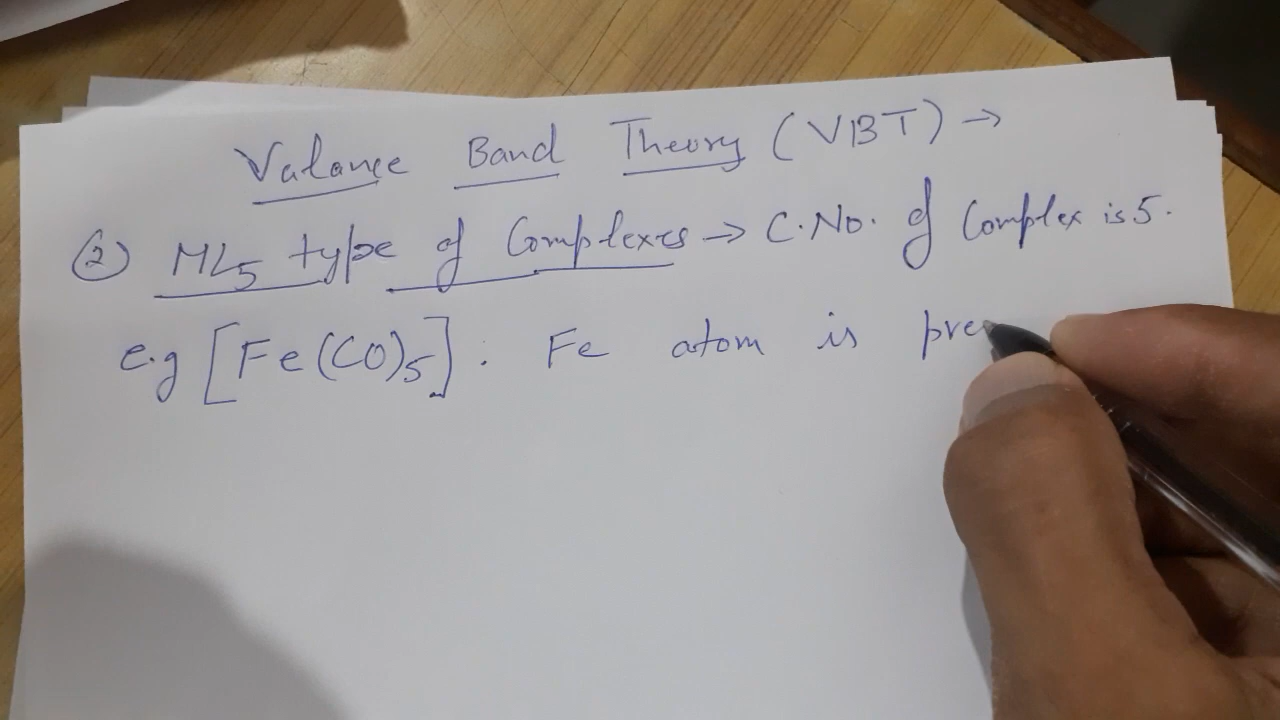 Valance Band Theory (VBT) →
② ML5 type of Complexes → C.No. of Complex is 5.
e.g [Fe(CO)5]. Fe atom is pre